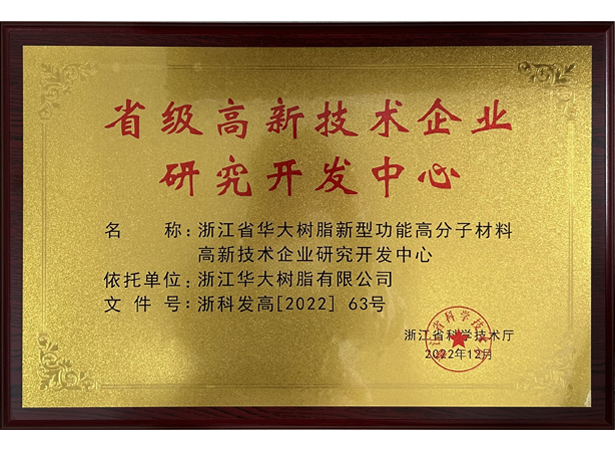 省级高新技术企业
研究开发中心
名 称:浙江省华大树脂新型功能高分子材料
高新技术企业研究开发中心
依托单位:浙江华大树脂有限公司
文 件 号:浙科发高[2022] 63号
浙江省科学技术厅
2022年12月